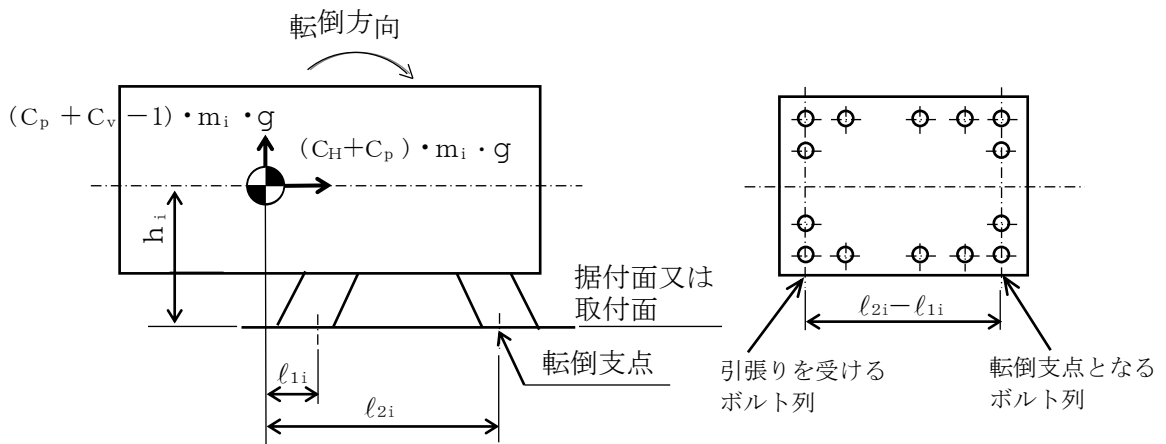 転倒方向
(Cₚ＋Cᵥ－1)・mᵢ・g
(C_H＋Cₚ)・mᵢ・g
hᵢ
据付面又は
取付面
転倒支点
ℓ₁ᵢ
ℓ₂ᵢ
ℓ₂ᵢ－ℓ₁ᵢ
引張りを受ける
ボルト列
転倒支点となる
ボルト列